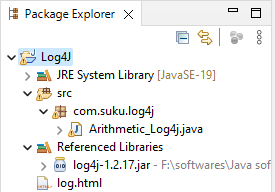 Package Explorer
Log4J
JRE System Library [JavaSE-19]
src
com.suku.log4j
Arithmetic_Log4j.java
Referenced Libraries
log4j-1.2.17.jar - F:\softwares\Java sof
log.html